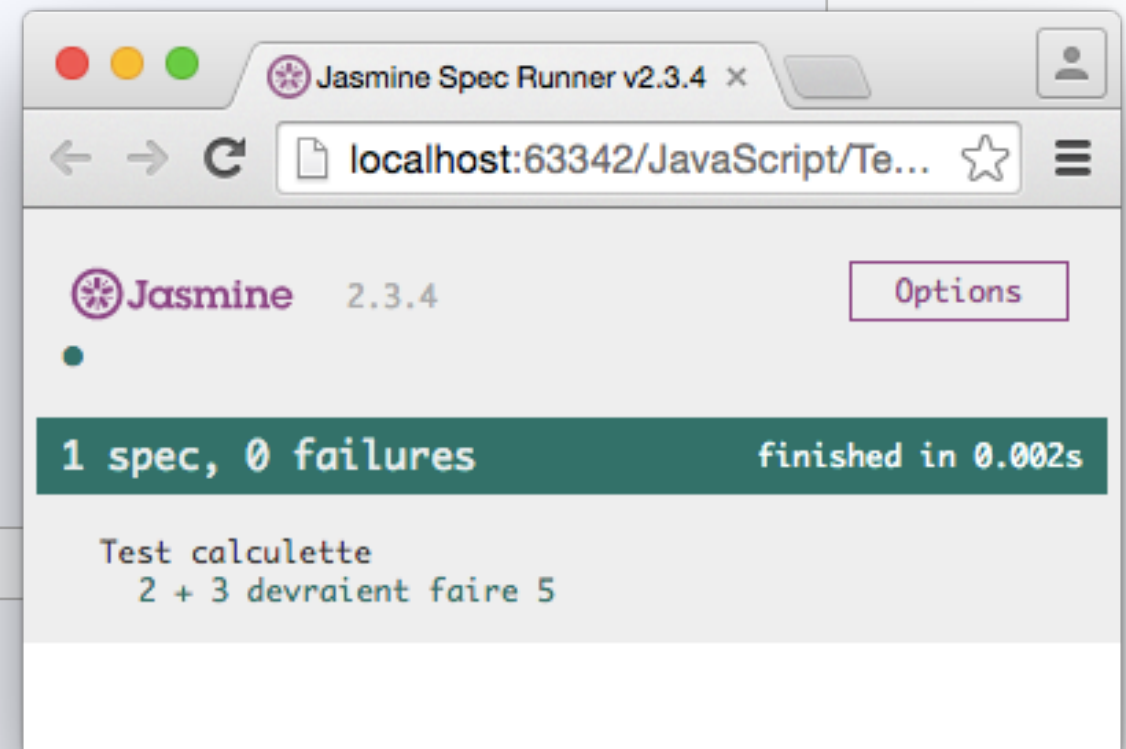 Jasmine Spec Runner v2.3.4
localhost:63342/JavaScript/Te...
Jasmine 2.3.4 Options
1 spec, 0 failures finished in 0.002s
Test calculette
2 + 3 devraient faire 5